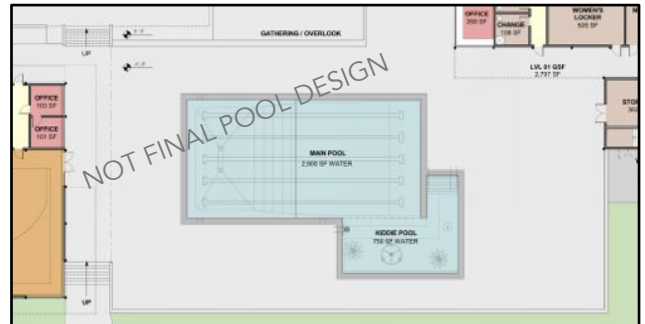 OFFICE
266 SF
CHANGE
108 SF
WOMEN'S
LOCKER
505 SF
GATHERING / OVERLOOK
UP
LVL 01 GSF
2,797 SF
OFFICE
103 SF
OFFICE
101 SF
NOT FINAL POOL DESIGN
MAIN POOL
2,900 SF WATER
KIDDIE POOL
750 SF WATER
UP